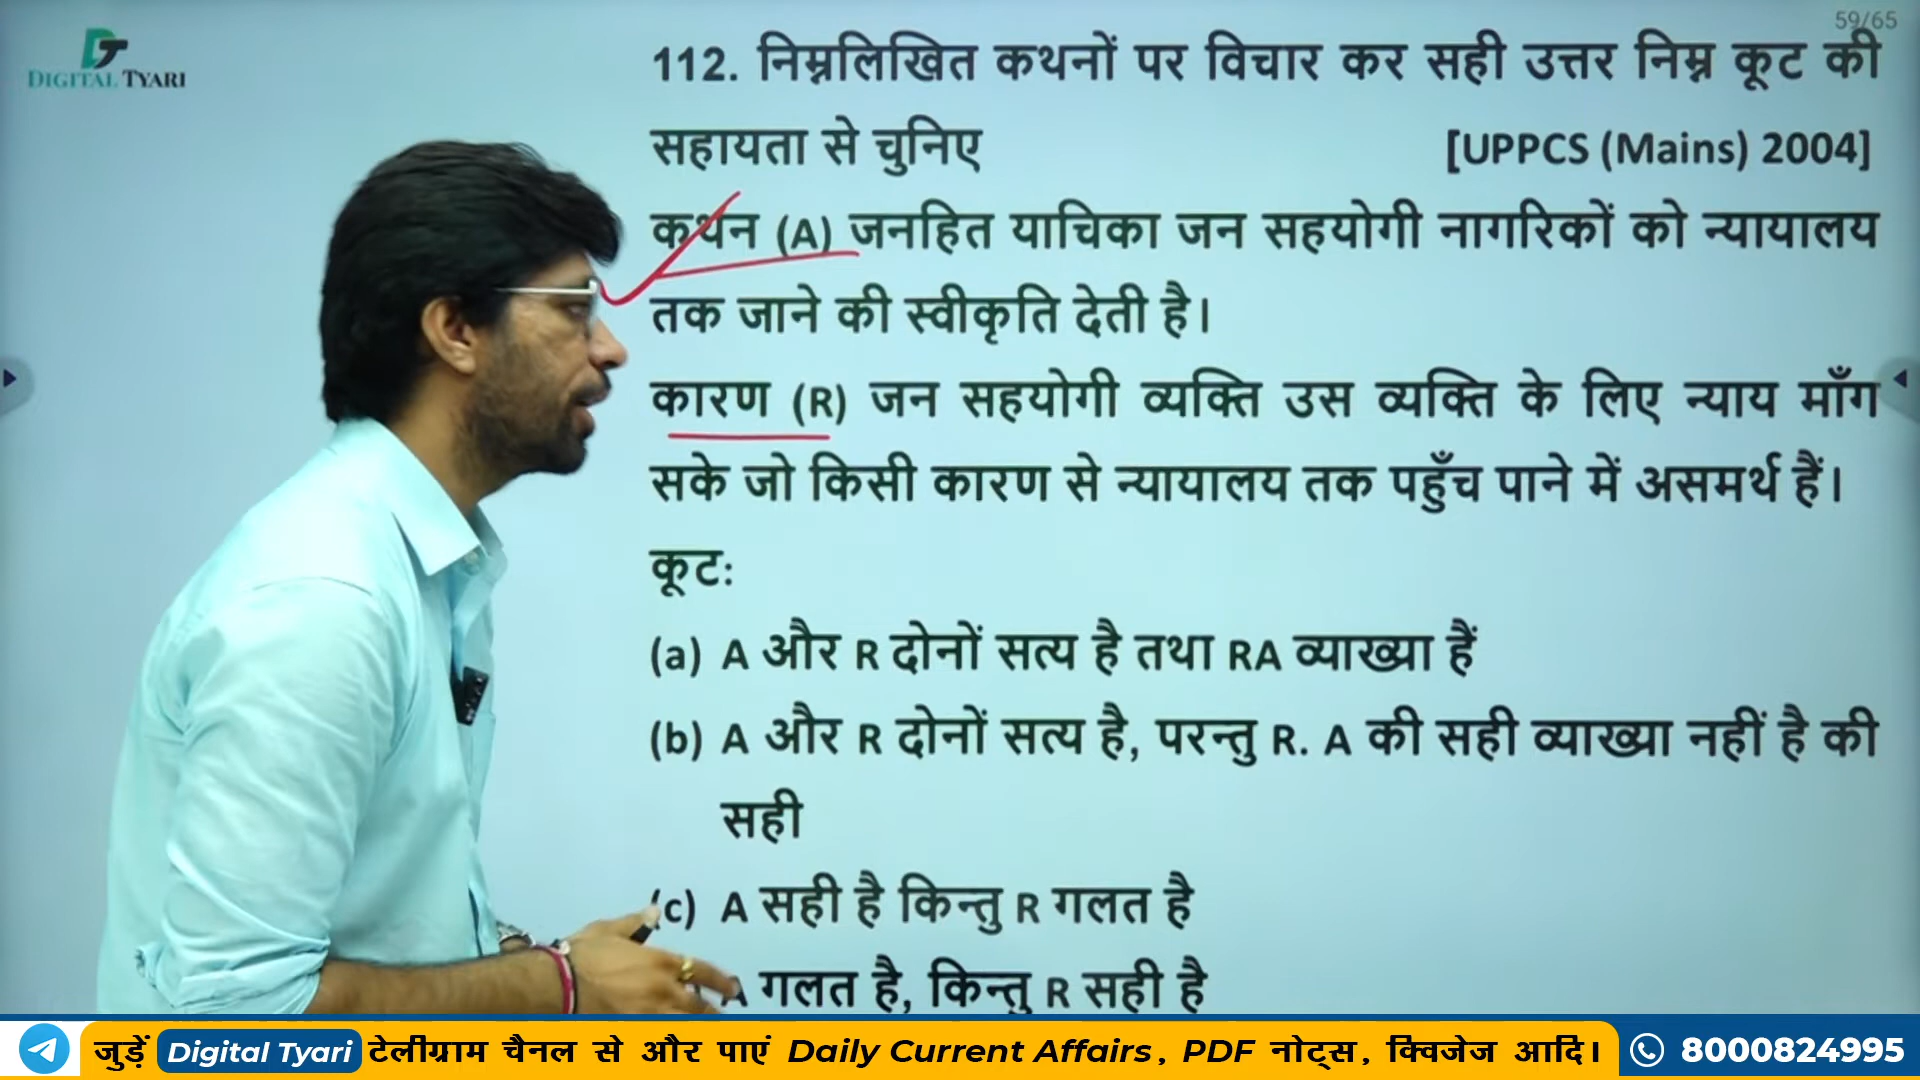 59/65
DIGITAL TYARI
112. निम्नलिखित कथनों पर विचार कर सही उत्तर निम्न कूट की
सहायता से चुनिए [UPPCS (Mains) 2004]
कथन (A) जनहित याचिका जन सहयोगी नागरिकों को न्यायालय
तक जाने की स्वीकृति देती है।
कारण (R) जन सहयोगी व्यक्ति उस व्यक्ति के लिए न्याय माँग
सके जो किसी कारण से न्यायालय तक पहुँच पाने में असमर्थ हैं।
कूटः
(a) A और R दोनों सत्य है तथा RA व्याख्या हैं
(b) A और R दोनों सत्य है, परन्तु R. A की सही व्याख्या नहीं है की
सही
(c) A सही है किन्तु R गलत है
A गलत है, किन्तु R सही है
जुड़ें Digital Tyari टेलीग्राम चैनल से और पाएं Daily Current Affairs, PDF नोट्स, क्विजेज आदि। 8000824995